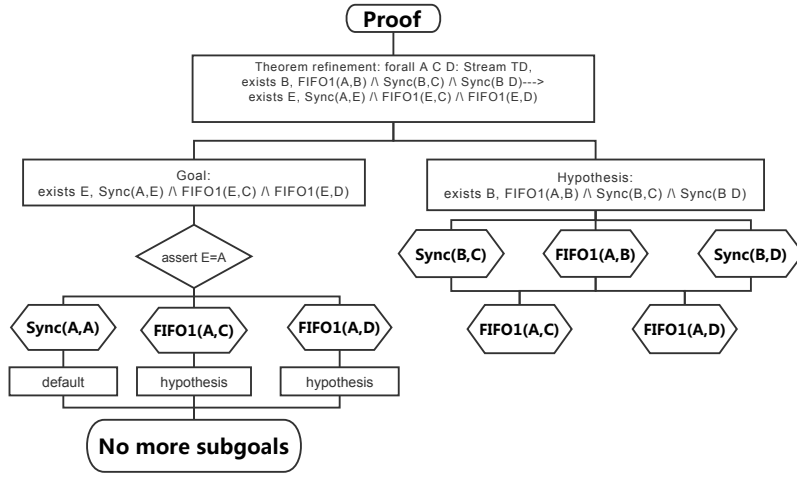 Proof
Theorem refinement: forall A C D: Stream TD,
exists B, FIFO1(A,B) /\ Sync(B,C) /\ Sync(B D)--->
exists E, Sync(A,E) /\ FIFO1(E,C) /\ FIFO1(E,D)
Goal:
exists E, Sync(A,E) /\ FIFO1(E,C) /\ FIFO1(E,D)
Hypothesis:
exists B, FIFO1(A,B) /\ Sync(B,C) /\ Sync(B D)
assert E=A
Sync(B,C)
FIFO1(A,B)
Sync(B,D)
Sync(A,A)
FIFO1(A,C)
FIFO1(A,D)
FIFO1(A,C)
FIFO1(A,D)
default
hypothesis
hypothesis
No more subgoals